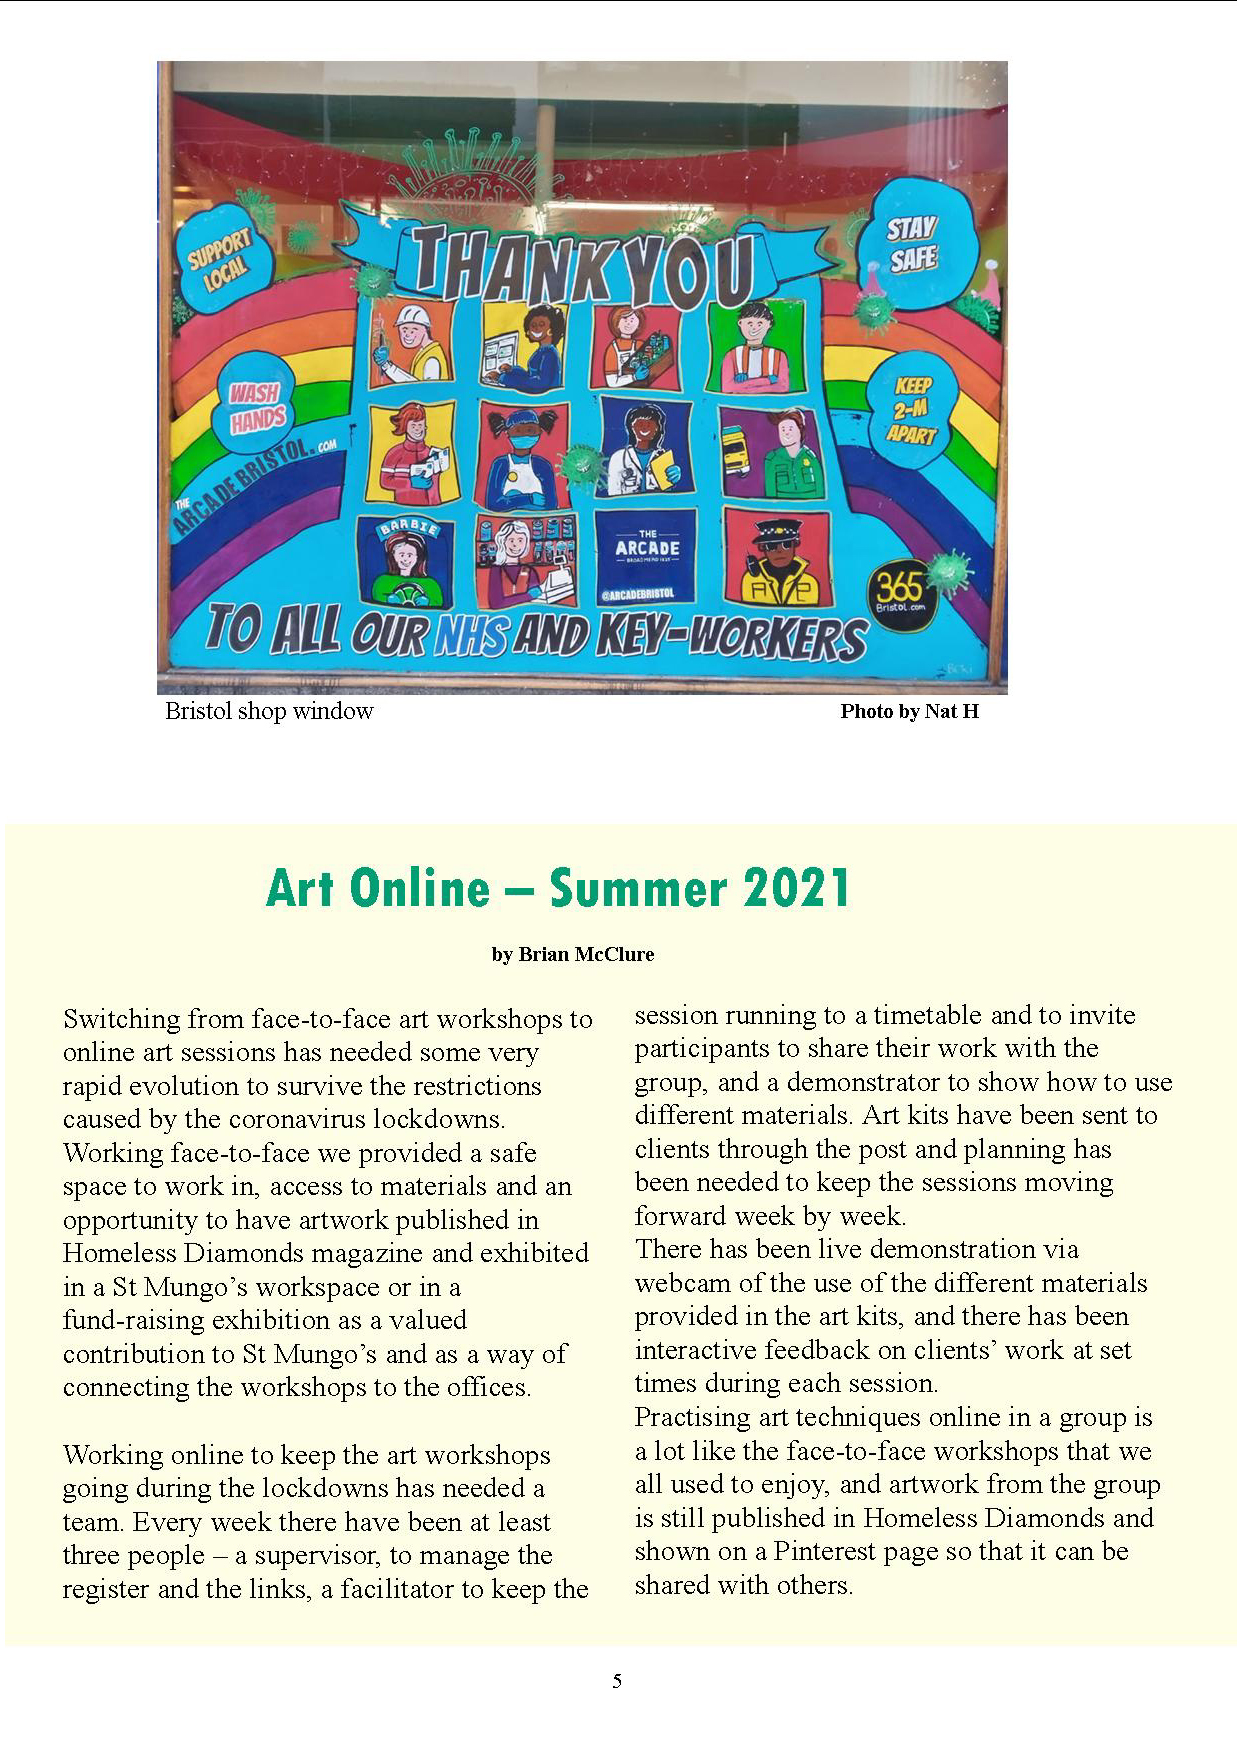 SUPPORT
LOCAL
STAY
SAFE
THANK YOU
WASH
HANDS
KEEP
2-M
APART
THE
ARCADEBRISTOL.COM
BARBIE
THE
ARCADE
@ARCADEBRISTOL
365
Bristol.com
TO ALL OUR NHS AND KEY-WORKERS
Bristol shop window
Photo by Nat H
Art Online – Summer 2021
by Brian McClure
Switching from face-to-face art workshops to
online art sessions has needed some very
rapid evolution to survive the restrictions
caused by the coronavirus lockdowns.
Working face-to-face we provided a safe
space to work in, access to materials and an
opportunity to have artwork published in
Homeless Diamonds magazine and exhibited
in a St Mungo’s workspace or in a
fund-raising exhibition as a valued
contribution to St Mungo’s and as a way of
connecting the workshops to the offices.
Working online to keep the art workshops
going during the lockdowns has needed a
team. Every week there have been at least
three people – a supervisor, to manage the
register and the links, a facilitator to keep the
session running to a timetable and to invite
participants to share their work with the
group, and a demonstrator to show how to use
different materials. Art kits have been sent to
clients through the post and planning has
been needed to keep the sessions moving
forward week by week.
There has been live demonstration via
webcam of the use of the different materials
provided in the art kits, and there has been
interactive feedback on clients’ work at set
times during each session.
Practising art techniques online in a group is
a lot like the face-to-face workshops that we
all used to enjoy, and artwork from the group
is still published in Homeless Diamonds and
shown on a Pinterest page so that it can be
shared with others.
5